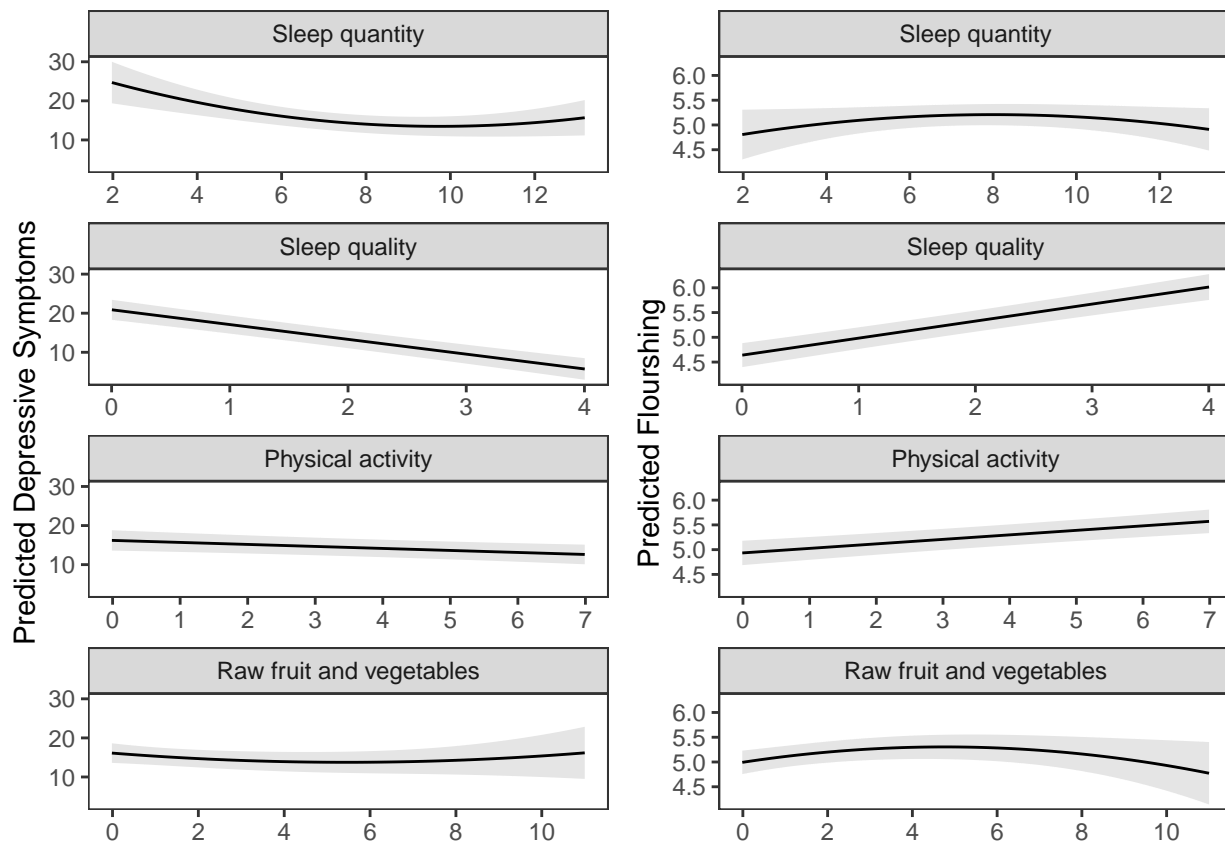 Predicted Depressive Symptoms
Sleep quantity
30
20
10
2 4 6 8 10 12
Sleep quality
30
20
10
0 1 2 3 4
Physical activity
30
20
10
0 1 2 3 4 5 6 7
Raw fruit and vegetables
30
20
10
0 2 4 6 8 10
Predicted Flourshing
Sleep quantity
6.0
5.5
5.0
4.5
2 4 6 8 10 12
Sleep quality
6.0
5.5
5.0
4.5
0 1 2 3 4
Physical activity
6.0
5.5
5.0
4.5
0 1 2 3 4 5 6 7
Raw fruit and vegetables
6.0
5.5
5.0
4.5
0 2 4 6 8 10